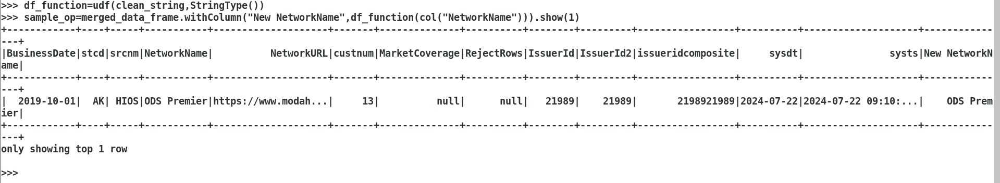 >>> df_function=udf(clean_string,StringType())
>>> sample_op=merged_data_frame.withColumn("New NetworkName",df_function(col("NetworkName"))).show(1)
+------------+----+-----+-----------+--------------------+-------+--------------+----------+--------+---------+-----------------+----------+--------------------+------------
---+
|BusinessDate|stcd|srcnm|NetworkName|          NetworkURL|custnum|MarketCoverage|RejectRows|IssuerId|IssuerId2|issueridcomposite|     sysdt|               systs|New NetworkN
ame|
+------------+----+-----+-----------+--------------------+-------+--------------+----------+--------+---------+-----------------+----------+--------------------+------------
---+
|  2019-10-01|  AK| HIOS|ODS Premier|https://www.modah...|     13|          null|      null|   21989|    21989|       2198921989|2024-07-22|2024-07-22 09:10:...|    ODS Prem
ier|
+------------+----+-----+-----------+--------------------+-------+--------------+----------+--------+---------+-----------------+----------+--------------------+------------
---+
only showing top 1 row
>>>